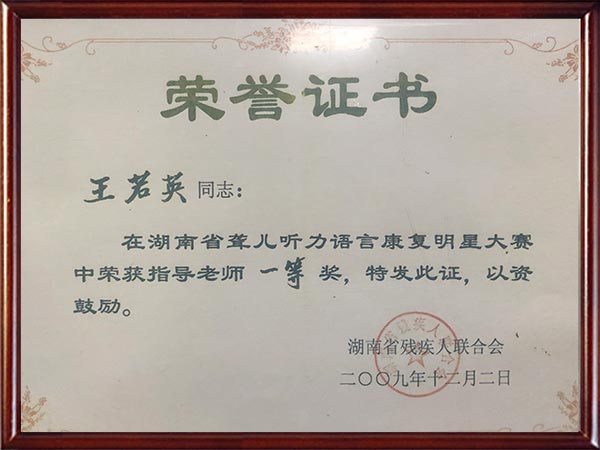 荣誉证书
王若英同志：
在湖南省聋儿听力语言康复明星大赛
中荣获指导老师 一等 奖，特发此证，以资
鼓励。
湖南省残疾人联合会
二〇〇九年十二月二日